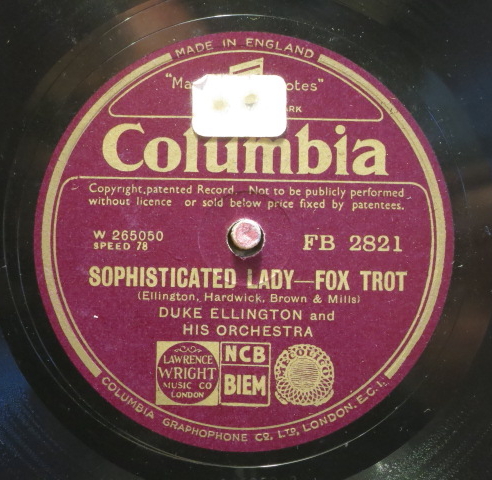 MADE IN ENGLAND
Columbia
Copyright, patented Record. Not to be publicly performed
without licence or sold below price fixed by patentees.
W 265050
SPEED 78
FB 2821
SOPHISTICATED LADY—FOX TROT
(Ellington, Hardwick, Brown & Mills)
DUKE ELLINGTON and
HIS ORCHESTRA
LAWRENCE
WRIGHT
MUSIC CO
LONDON
NCB
BIEM
COLUMBIA GRAPHOPHONE CO. LTD, LONDON. E.C.1.